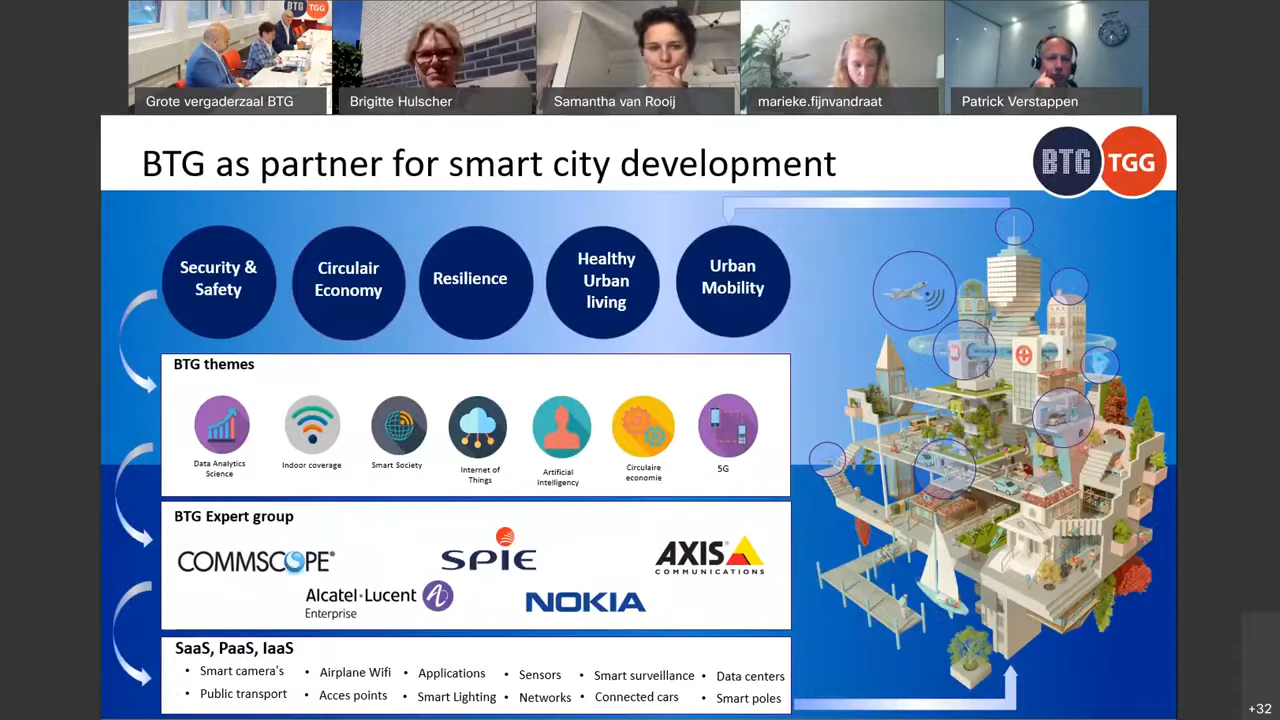 BTG
TGG
Grote vergaderzaal BTG
Brigitte Hulscher
Samantha van Rooij
marieke.fijnvandraat
Patrick Verstappen
BTG as partner for smart city development
BTG
TGG
Security &
Safety
Circulair
Economy
Resilience
Healthy
Urban
living
Urban
Mobility
BTG themes
Data Analytics
Science
Indoor coverage
Smart Society
Internet of
Things
Artificial
Intelligency
Circulaire
economie
5G
BTG Expert group
COMMSCOPE®
SPIE
AXIS
COMMUNICATIONS
Alcatel·Lucent
Enterprise
NOKIA
SaaS, PaaS, IaaS
• Smart camera's
• Public transport
• Airplane Wifi
• Acces points
• Applications
• Smart Lighting
• Sensors
• Networks
• Smart surveillance
• Connected cars
• Data centers
• Smart poles
+32